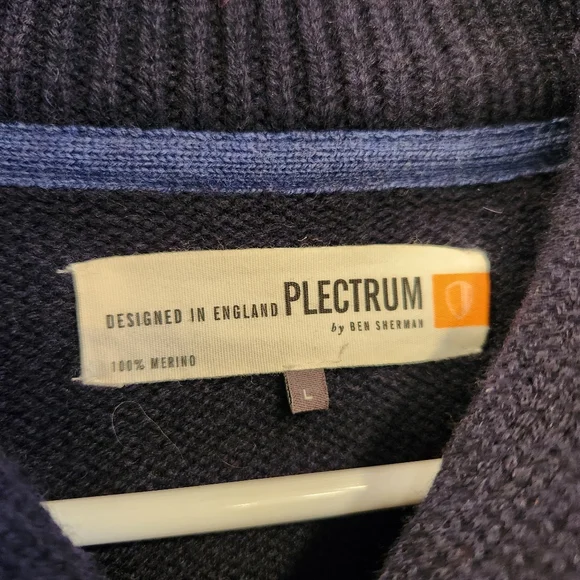 DESIGNED IN ENGLAND PLECTRUM
by BEN SHERMAN
100% MERINO
L